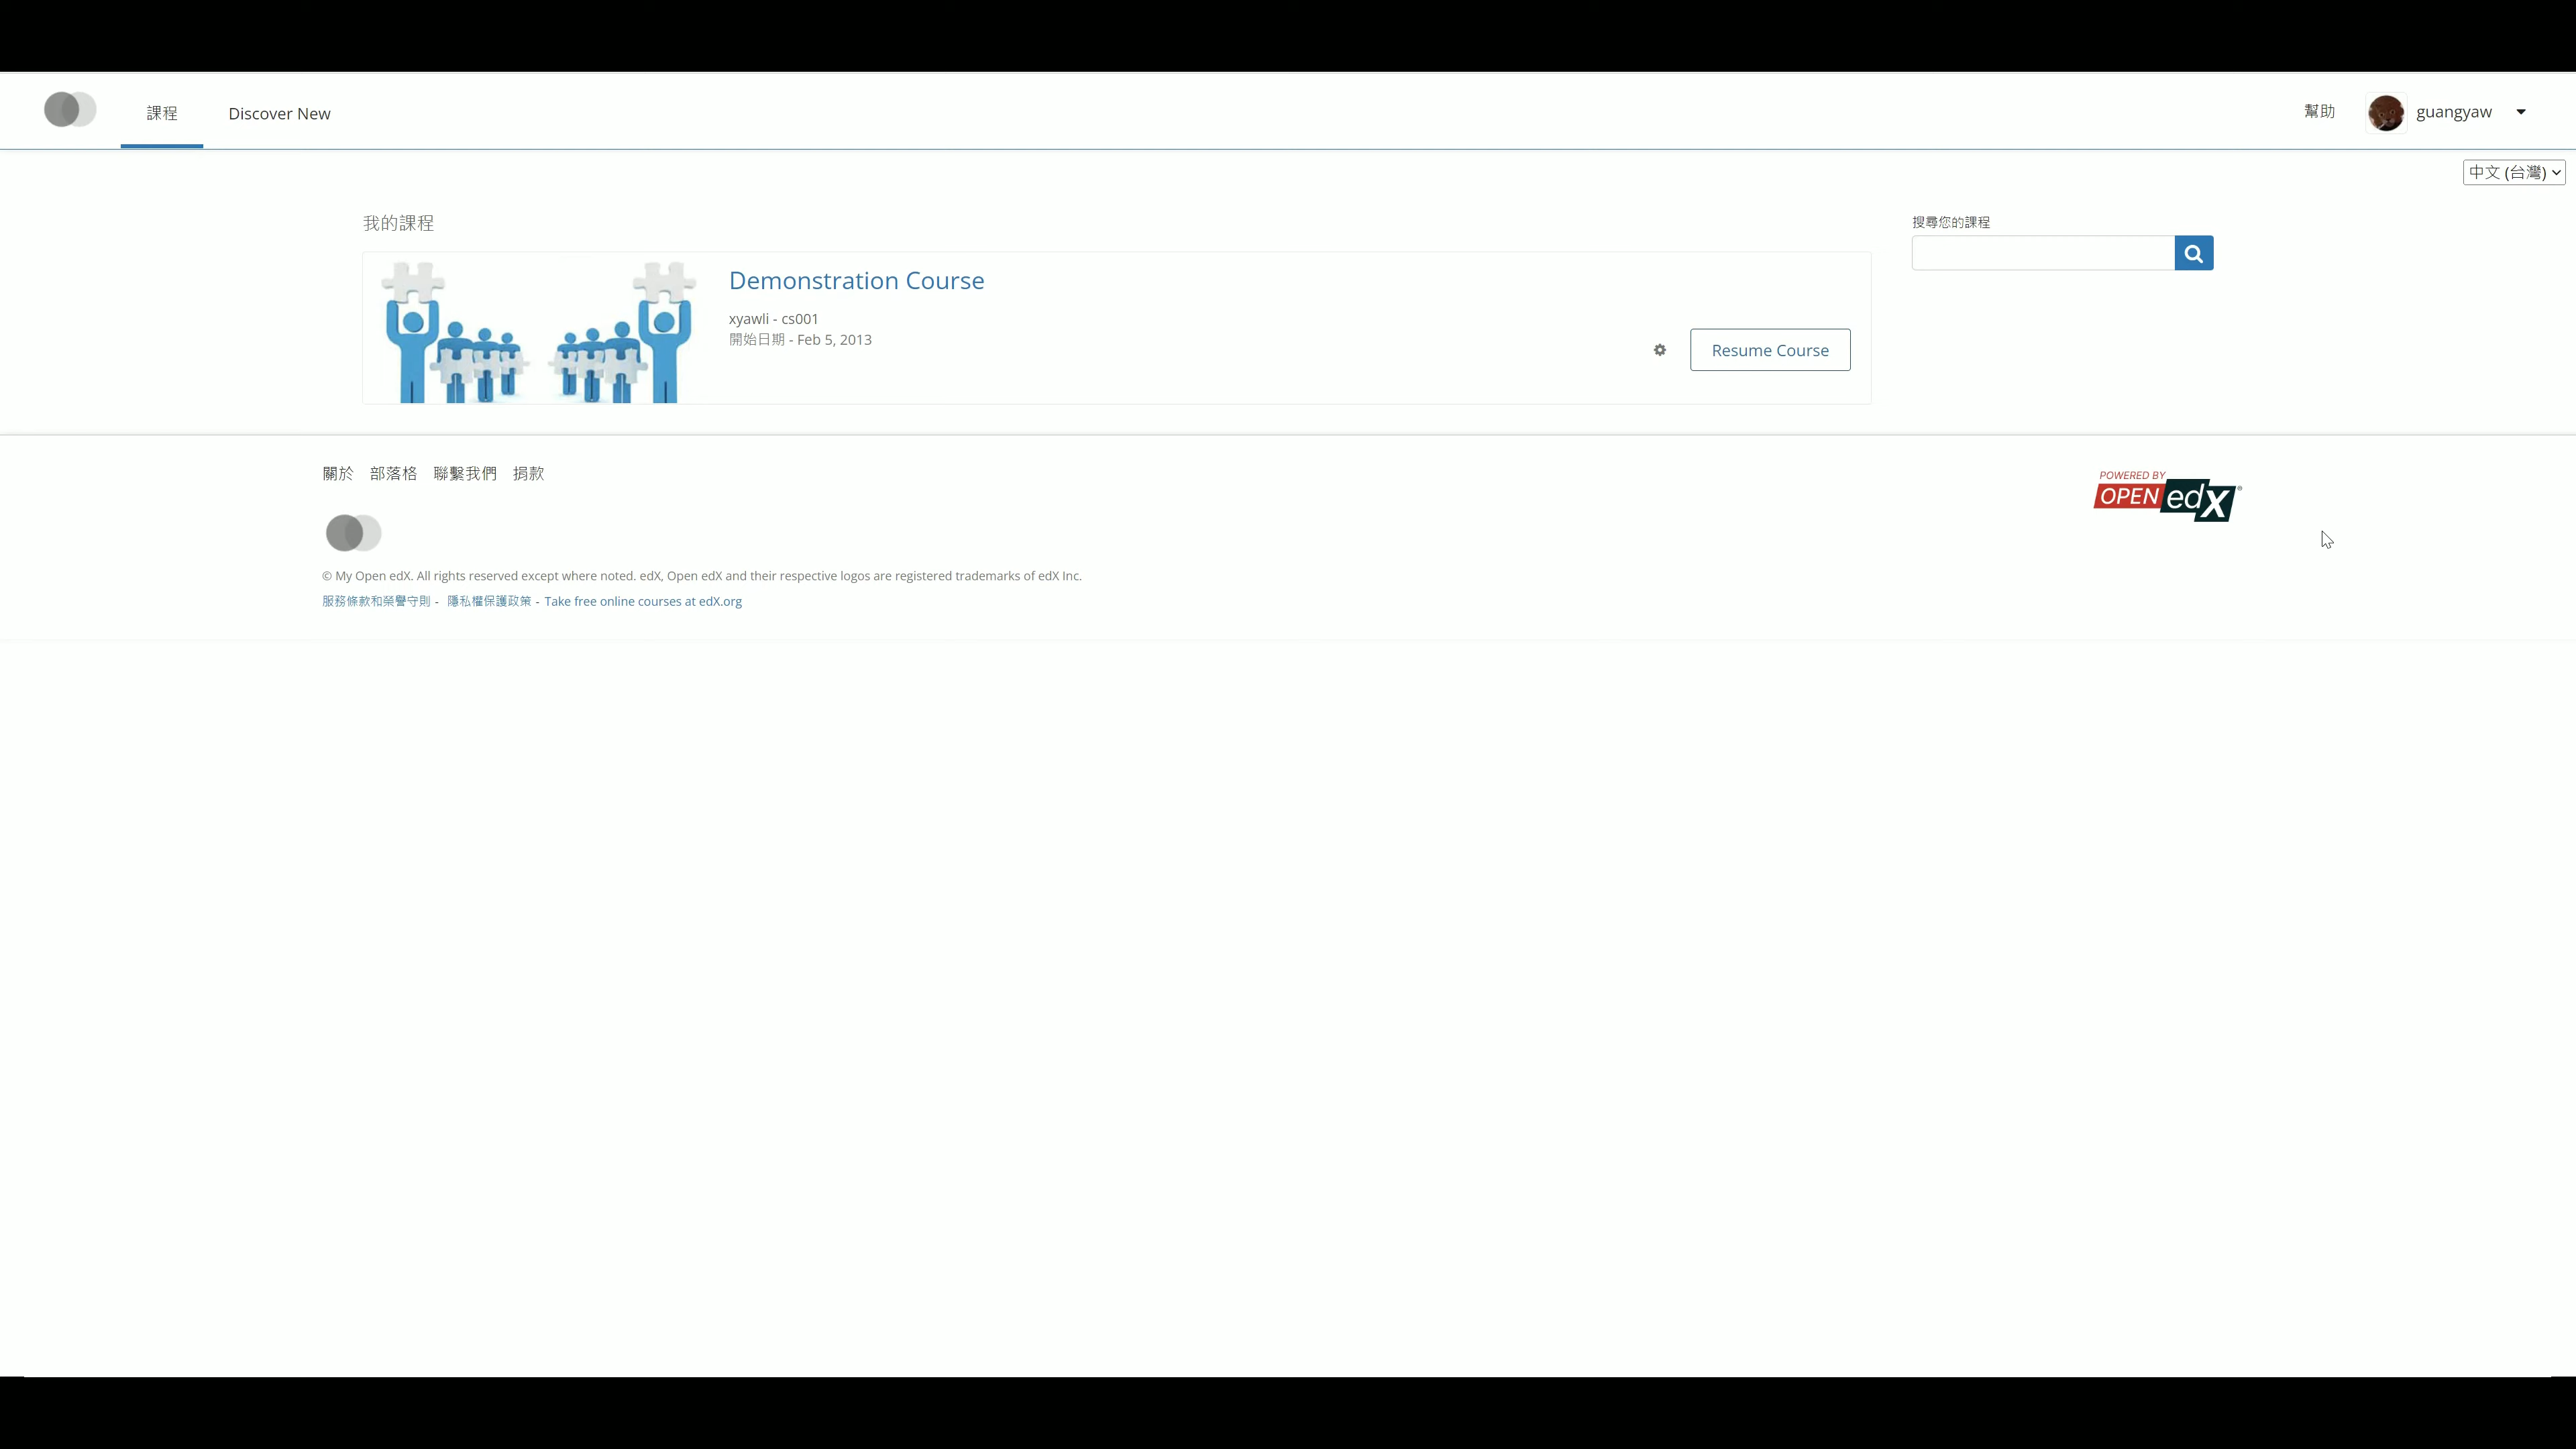 課程 Discover New 幫助 guangyaw
中文 (台灣)
我的課程
搜尋您的課程
Demonstration Course
xyawli - cs001
開始日期 - Feb 5, 2013
Resume Course
關於 部落格 聯繫我們 捐款
POWERED BY
OPEN edX®
© My Open edX. All rights reserved except where noted. edX, Open edX and their respective logos are registered trademarks of edX Inc.
服務條款和榮譽守則 - 隱私權保護政策 - Take free online courses at edX.org